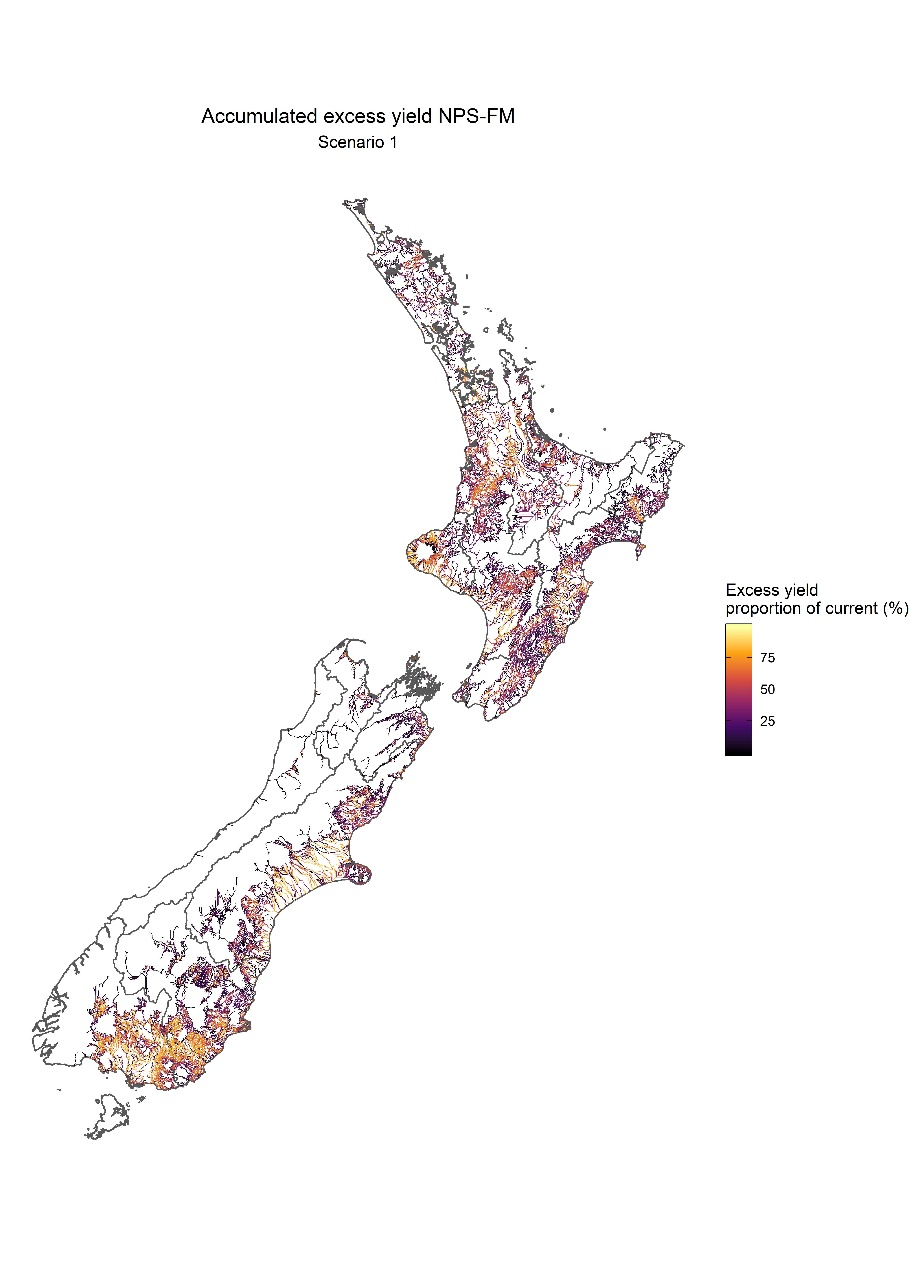 Accumulated excess yield NPS-FM
Scenario 1
Excess yield
proportion of current (%)
75
50
25